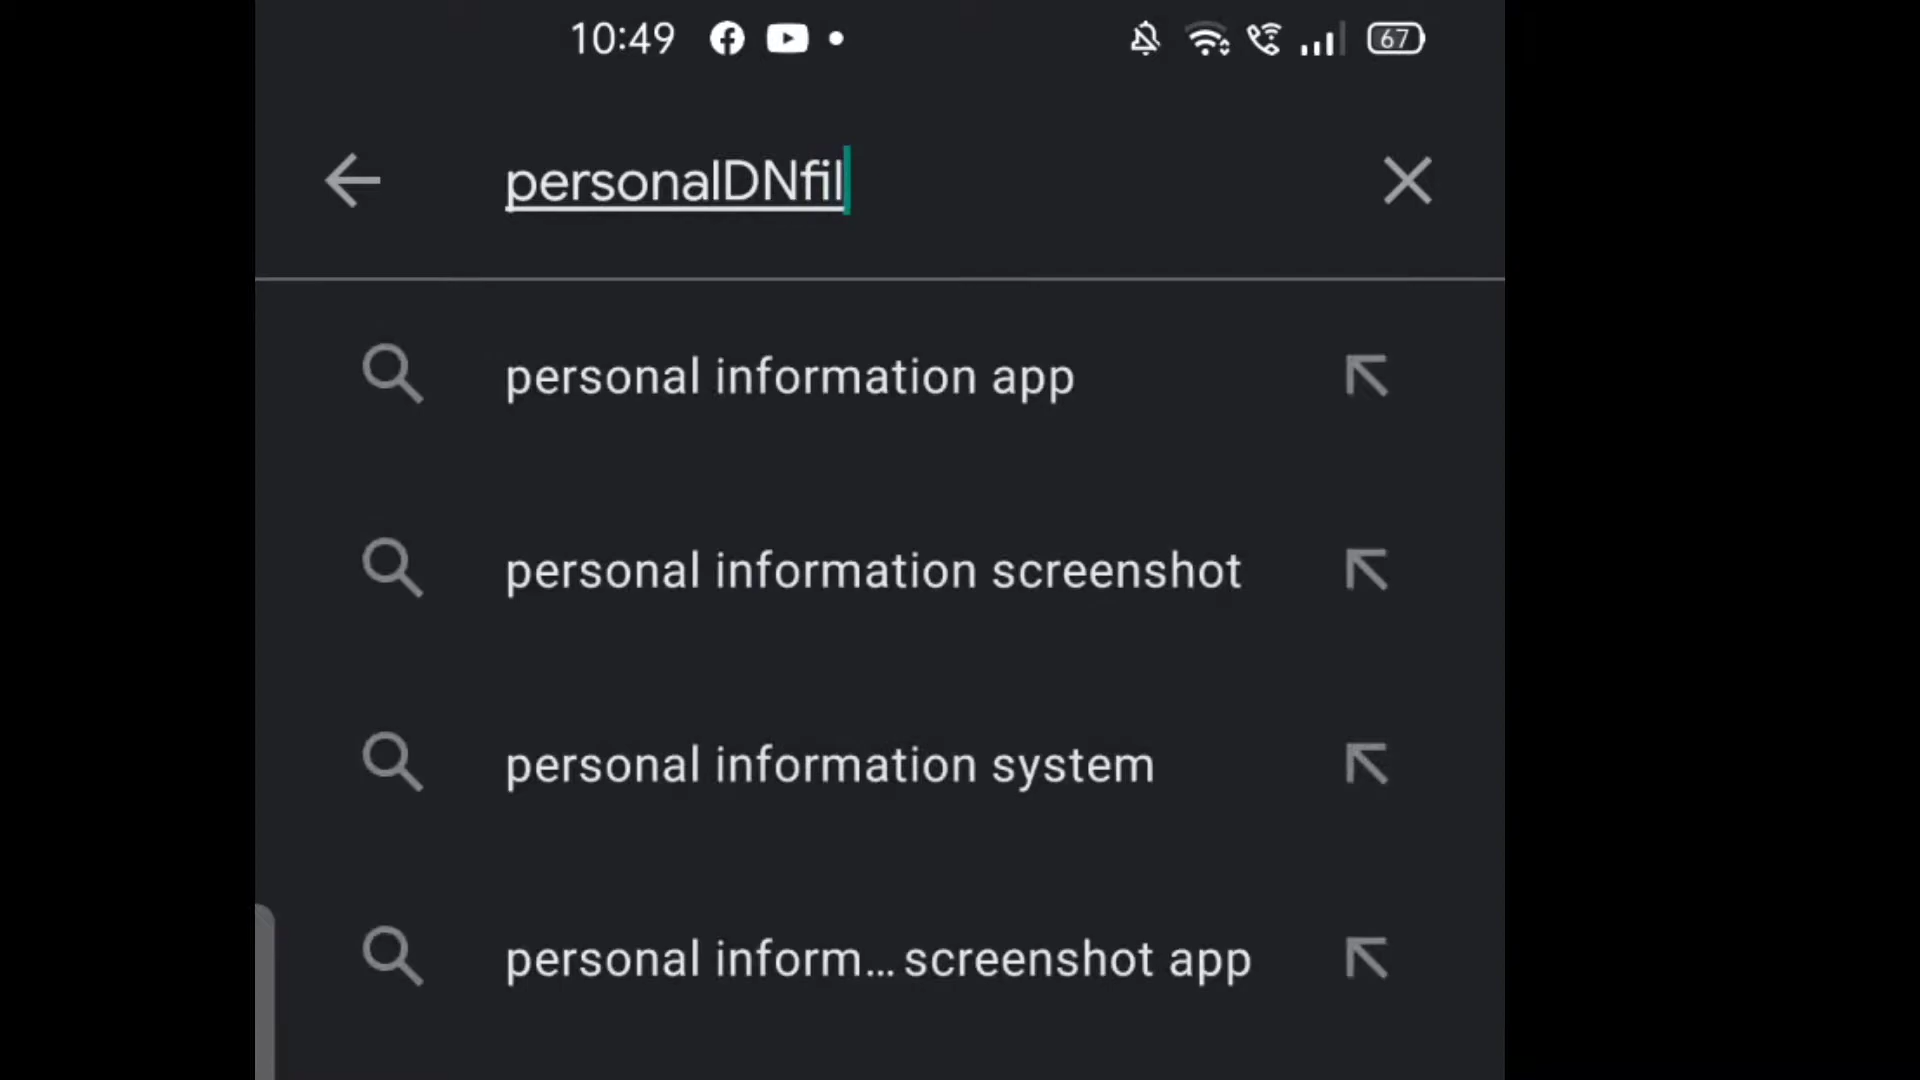 10:49
67
personalDNfil
personal information app
personal information screenshot
personal information system
personal inform... screenshot app